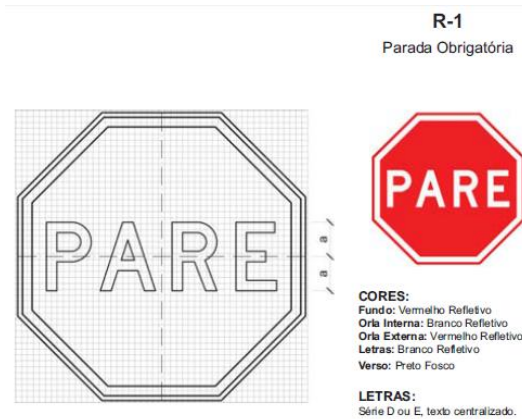 R-1
Parada Obrigatória
PARE
a
a
PARE
CORES:
Fundo: Vermelho Refletivo
Orla Interna: Branco Refletivo
Orla Externa: Vermelho Refletivo
Letras: Branco Refletivo
Verso: Preto Fosco
LETRAS:
Série D ou E, texto centralizado.